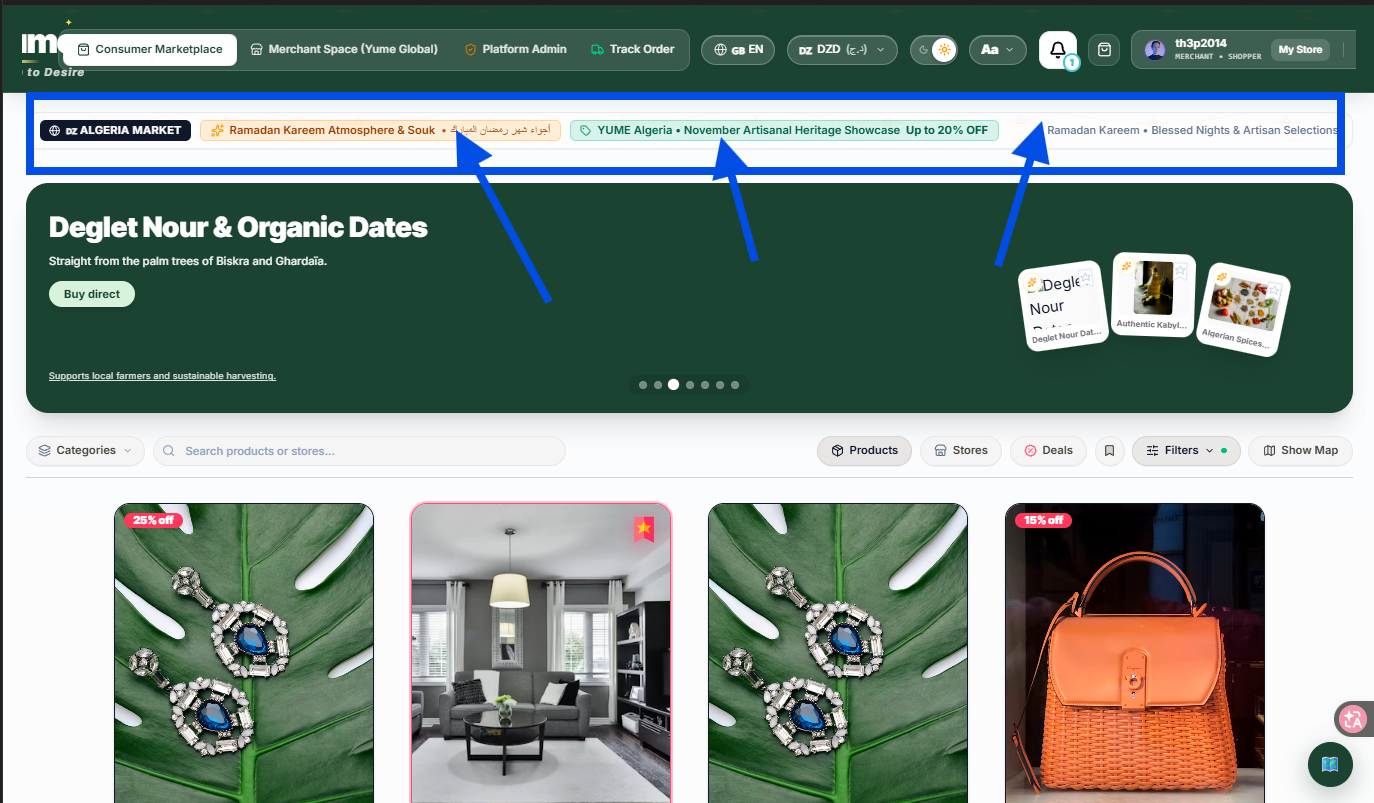 to Desire
Consumer Marketplace
Merchant Space (Yume Global)
Platform Admin
Track Order
GB EN
DZ DZD (د.ج)
Aa
1
th3p2014
MERCHANT • SHOPPER
My Store
DZ ALGERIA MARKET
Ramadan Kareem Atmosphere & Souk • أجواء شهر رمضان المبارك
YUME Algeria • November Artisanal Heritage Showcase Up to 20% OFF
Ramadan Kareem • Blessed Nights & Artisan Selections
Deglet Nour & Organic Dates
Straight from the palm trees of Biskra and Ghardaïa.
Buy direct
Supports local farmers and sustainable harvesting.
Degle
Nour
Deglet Nour Dat...
Authentic Kabyl...
Algerian Spices...
Categories
Search products or stores...
Products
Stores
Deals
Filters
Show Map
25% off
15% off